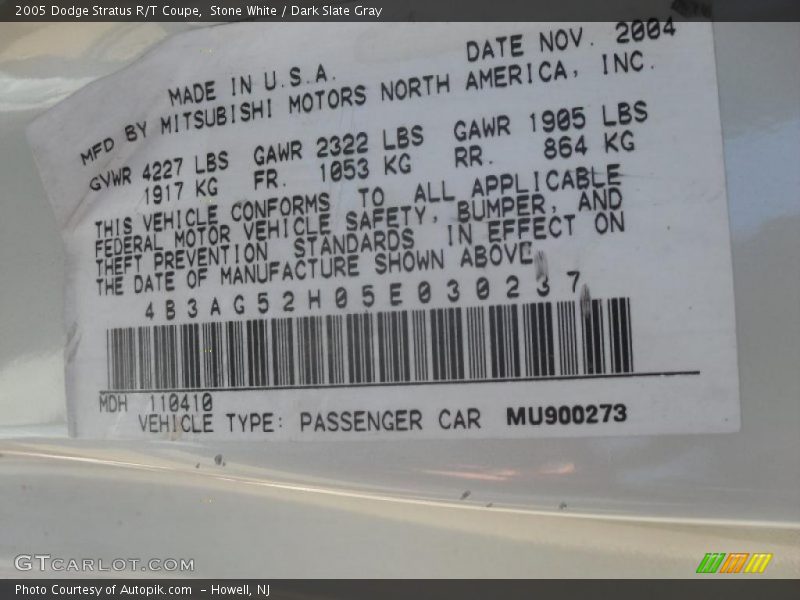 2005 Dodge Stratus R/T Coupe, Stone White / Dark Slate Gray
MADE IN U.S.A. DATE NOV. 2004
MFD BY MITSUBISHI MOTORS NORTH AMERICA, INC.
GVWR 4227 LBS GAWR 2322 LBS GAWR 1905 LBS
1917 KG FR. 1053 KG RR. 864 KG
THIS VEHICLE CONFORMS TO ALL APPLICABLE
FEDERAL MOTOR VEHICLE SAFETY, BUMPER, AND
THEFT PREVENTION STANDARDS IN EFFECT ON
THE DATE OF MANUFACTURE SHOWN ABOVE
4B3AG52H05E030237
MDH 110410
VEHICLE TYPE: PASSENGER CAR MU900273
GTCARLOT.COM
Photo Courtesy of Autopik.com - Howell, NJ